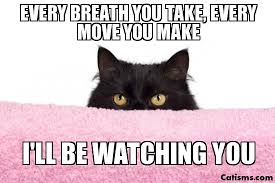 EVERY BREATH YOU TAKE, EVERY
MOVE YOU MAKE
I'LL BE WATCHING YOU
Catisms.com